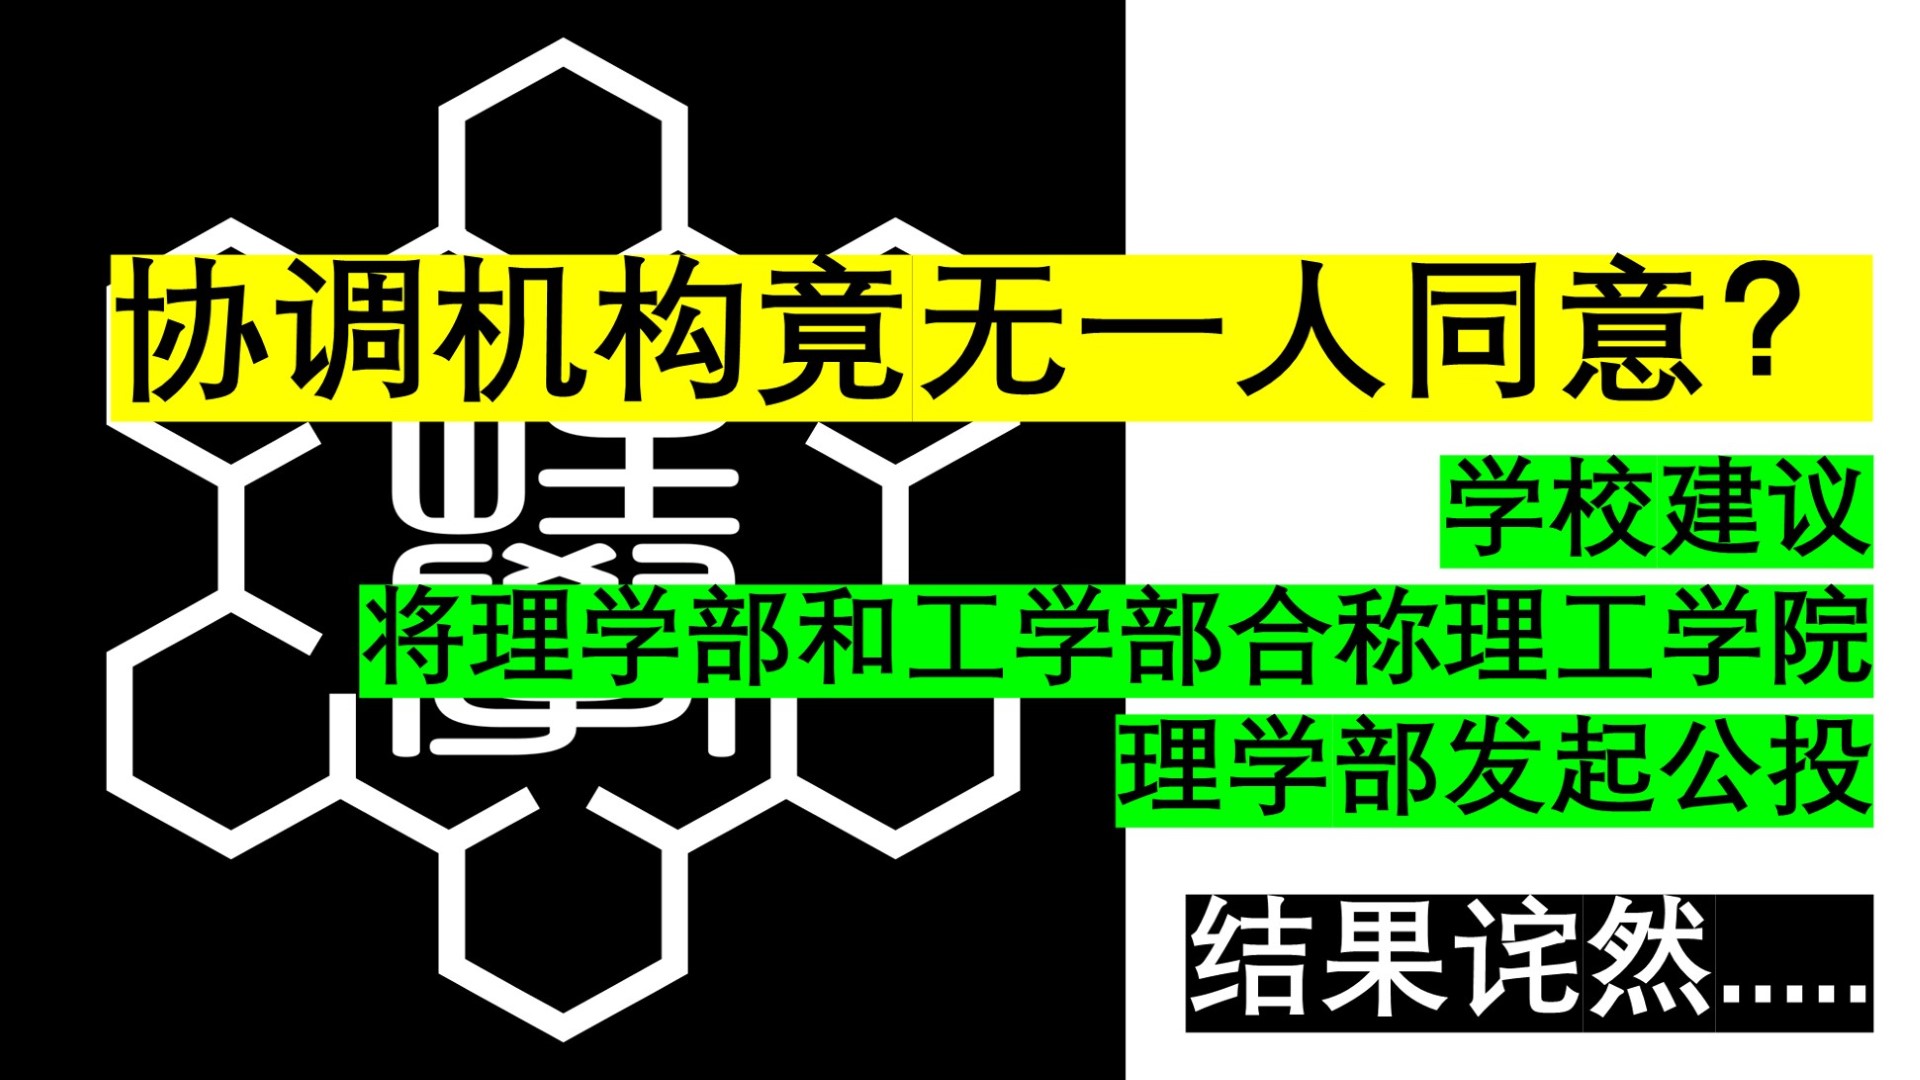 协调机构竟无一人同意?
学校建议
将理学部和工学部合称理工学院
理学部发起公投
结果诧然.....